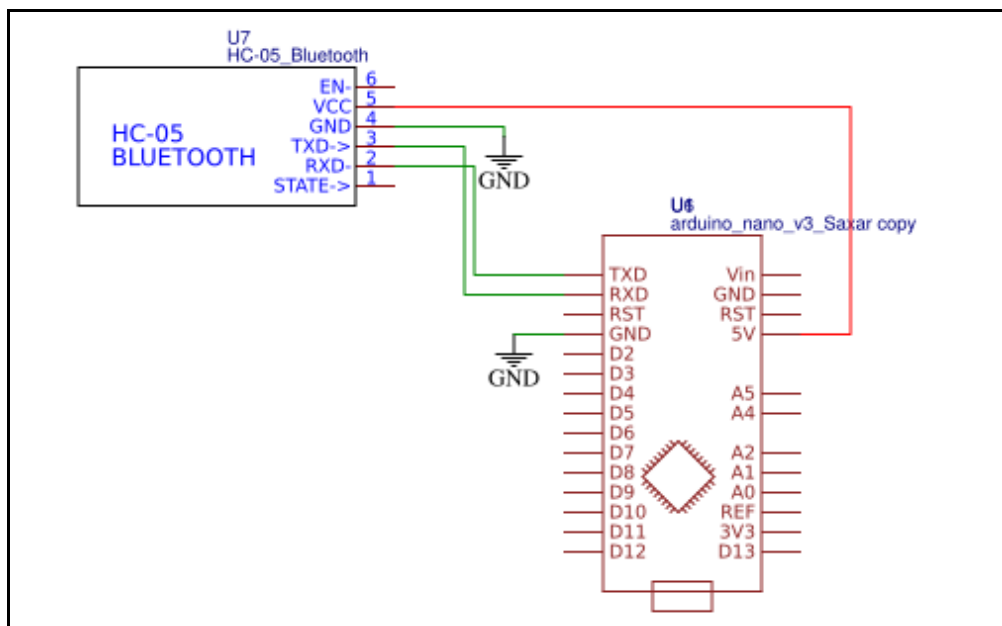 U7
HC-05_Bluetooth
HC-05
BLUETOOTH
EN- 6
VCC 5
GND 4
TXD-> 3
RXD- 2
STATE-> 1
GND
arduino_nano_v3_Saxar copy
TXD Vin
RXD GND
RST RST
GND 5V
GND
D2
D3
D4 A5
D5 A4
D6
D7 A2
D8 A1
D9 A0
D10 REF
D11 3V3
D12 D13